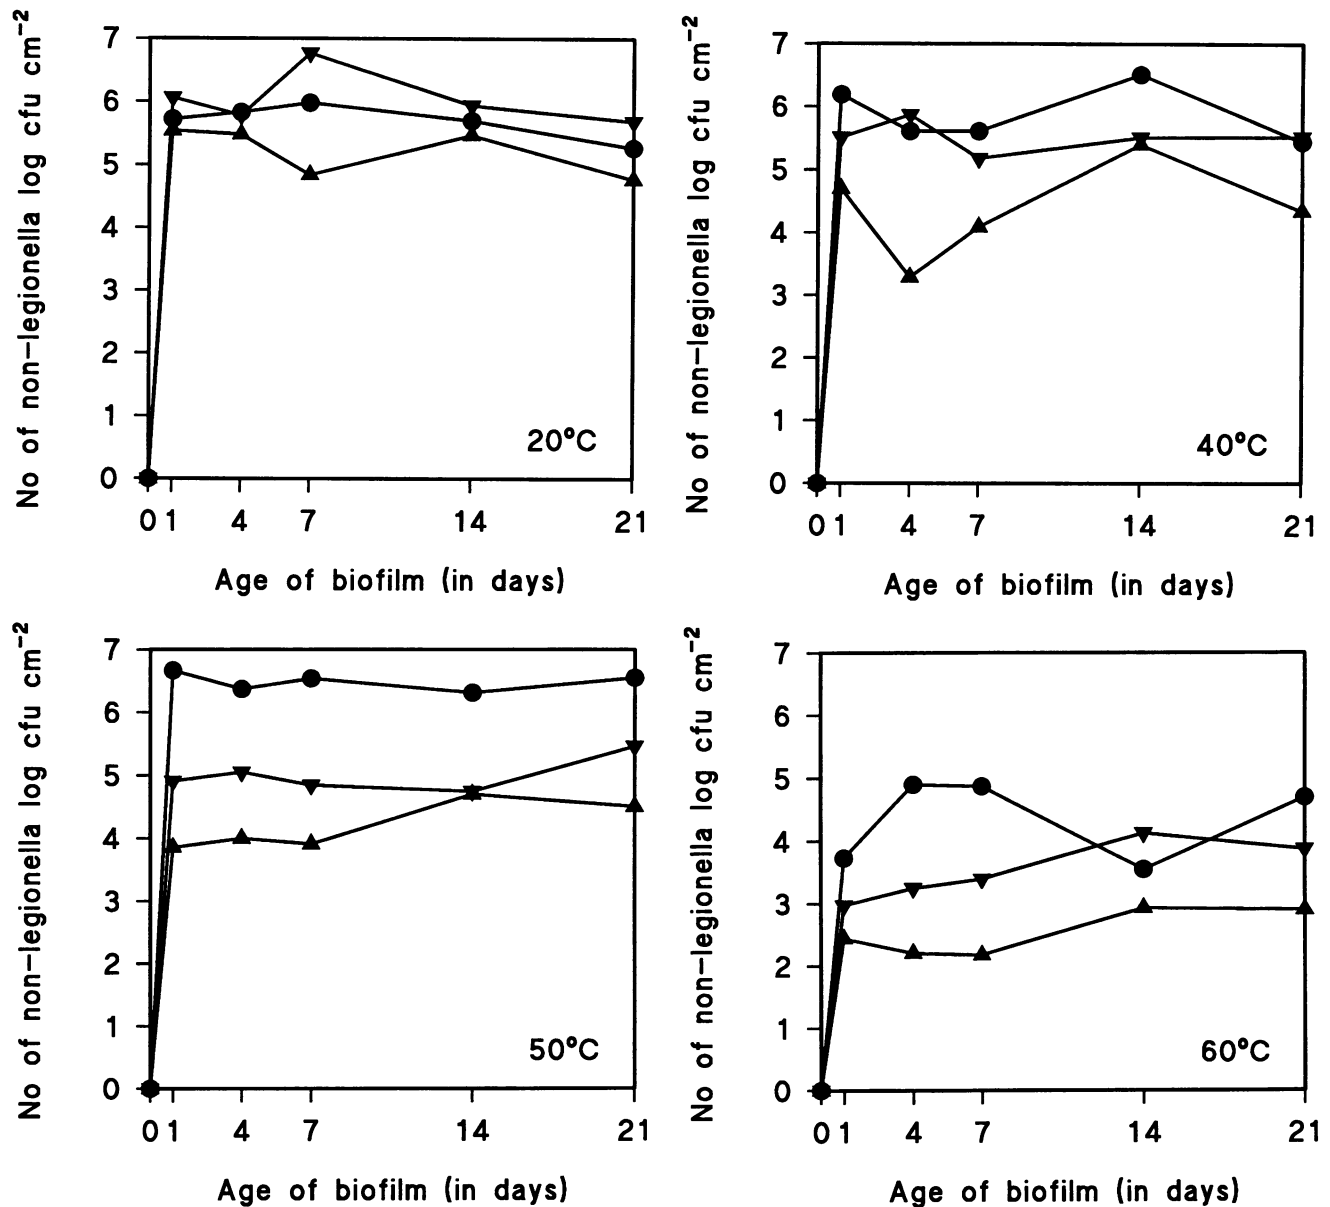 No of non-legionella log cfu cm⁻²
7
6
5
4
3
2
1
0
20°C
0 1 4 7 14 21
Age of biofilm (in days)
No of non-legionella log cfu cm⁻²
7
6
5
4
3
2
1
0
40°C
0 1 4 7 14 21
Age of biofilm (in days)
No of non-legionella log cfu cm⁻²
7
6
5
4
3
2
1
0
50°C
0 1 4 7 14 21
Age of biofilm (in days)
No of non-legionella log cfu cm⁻²
7
6
5
4
3
2
1
0
60°C
0 1 4 7 14 21
Age of biofilm (in days)